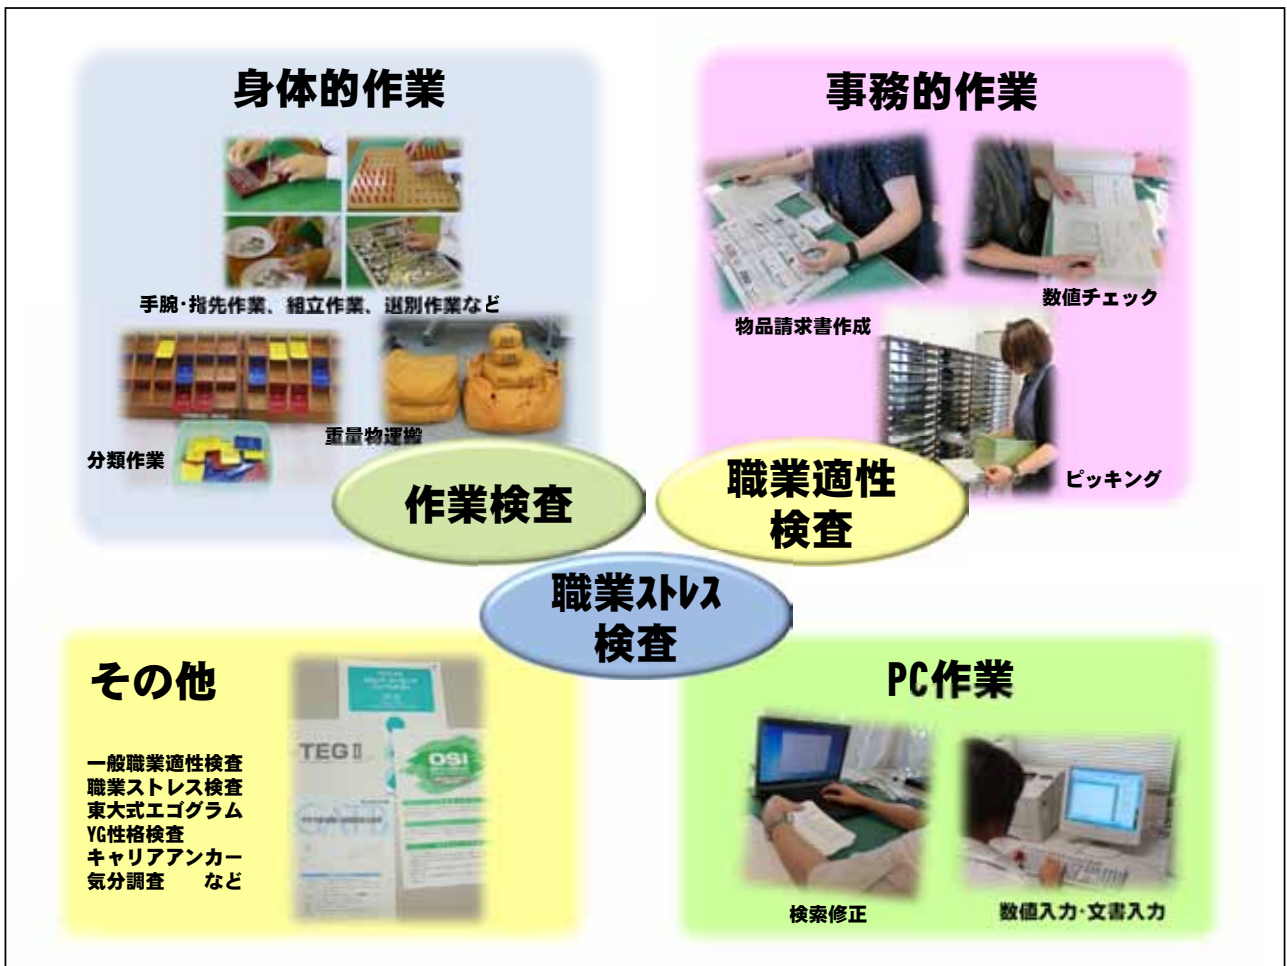 身体的作業
手腕・指先作業、組立作業、選別作業など
分類作業
重量物運搬
事務的作業
物品請求書作成
数値チェック
ピッキング
作業検査
職業適性
検査
職業ストレス
検査
その他
一般職業適性検査
職業ストレス検査
東大式エゴグラム
YG性格検査
キャリアアンカー
気分調査　　など
TEGⅡ
OSI
GATB
PC作業
検索修正
数値入力・文書入力